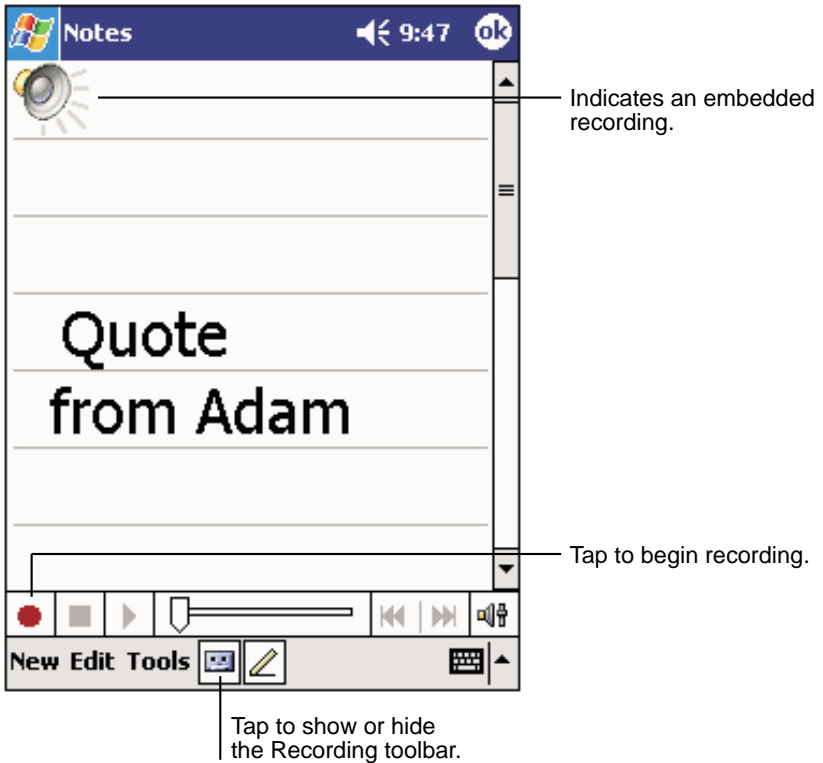 Notes 9:47 ok
Indicates an embedded
recording.
Quote
from Adam
Tap to begin recording.
New Edit Tools
Tap to show or hide
the Recording toolbar.